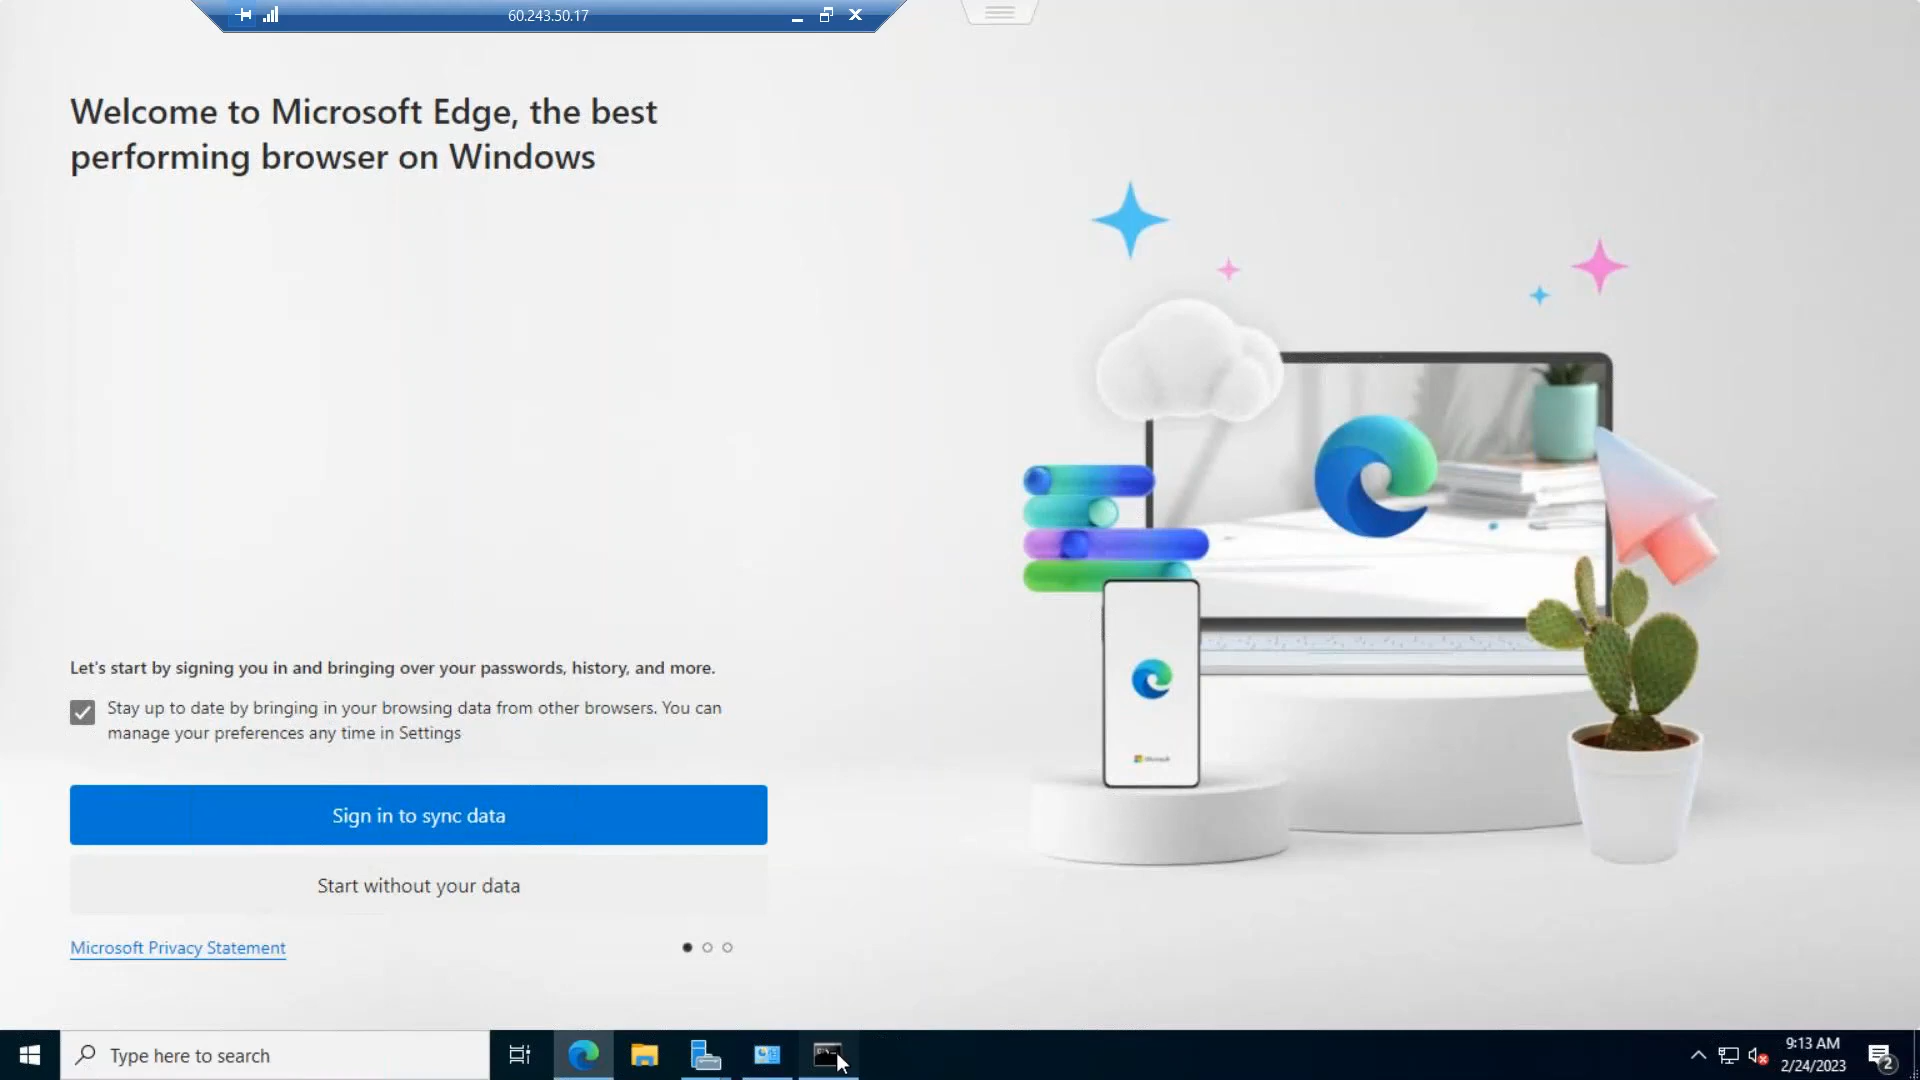 60.243.50.17
Welcome to Microsoft Edge, the best
performing browser on Windows
Let's start by signing you in and bringing over your passwords, history, and more.
Stay up to date by bringing in your browsing data from other browsers. You can
manage your preferences any time in Settings
Microsoft
Sign in to sync data
Start without your data
Microsoft Privacy Statement
Type here to search
9:13 AM
2/24/2023
2